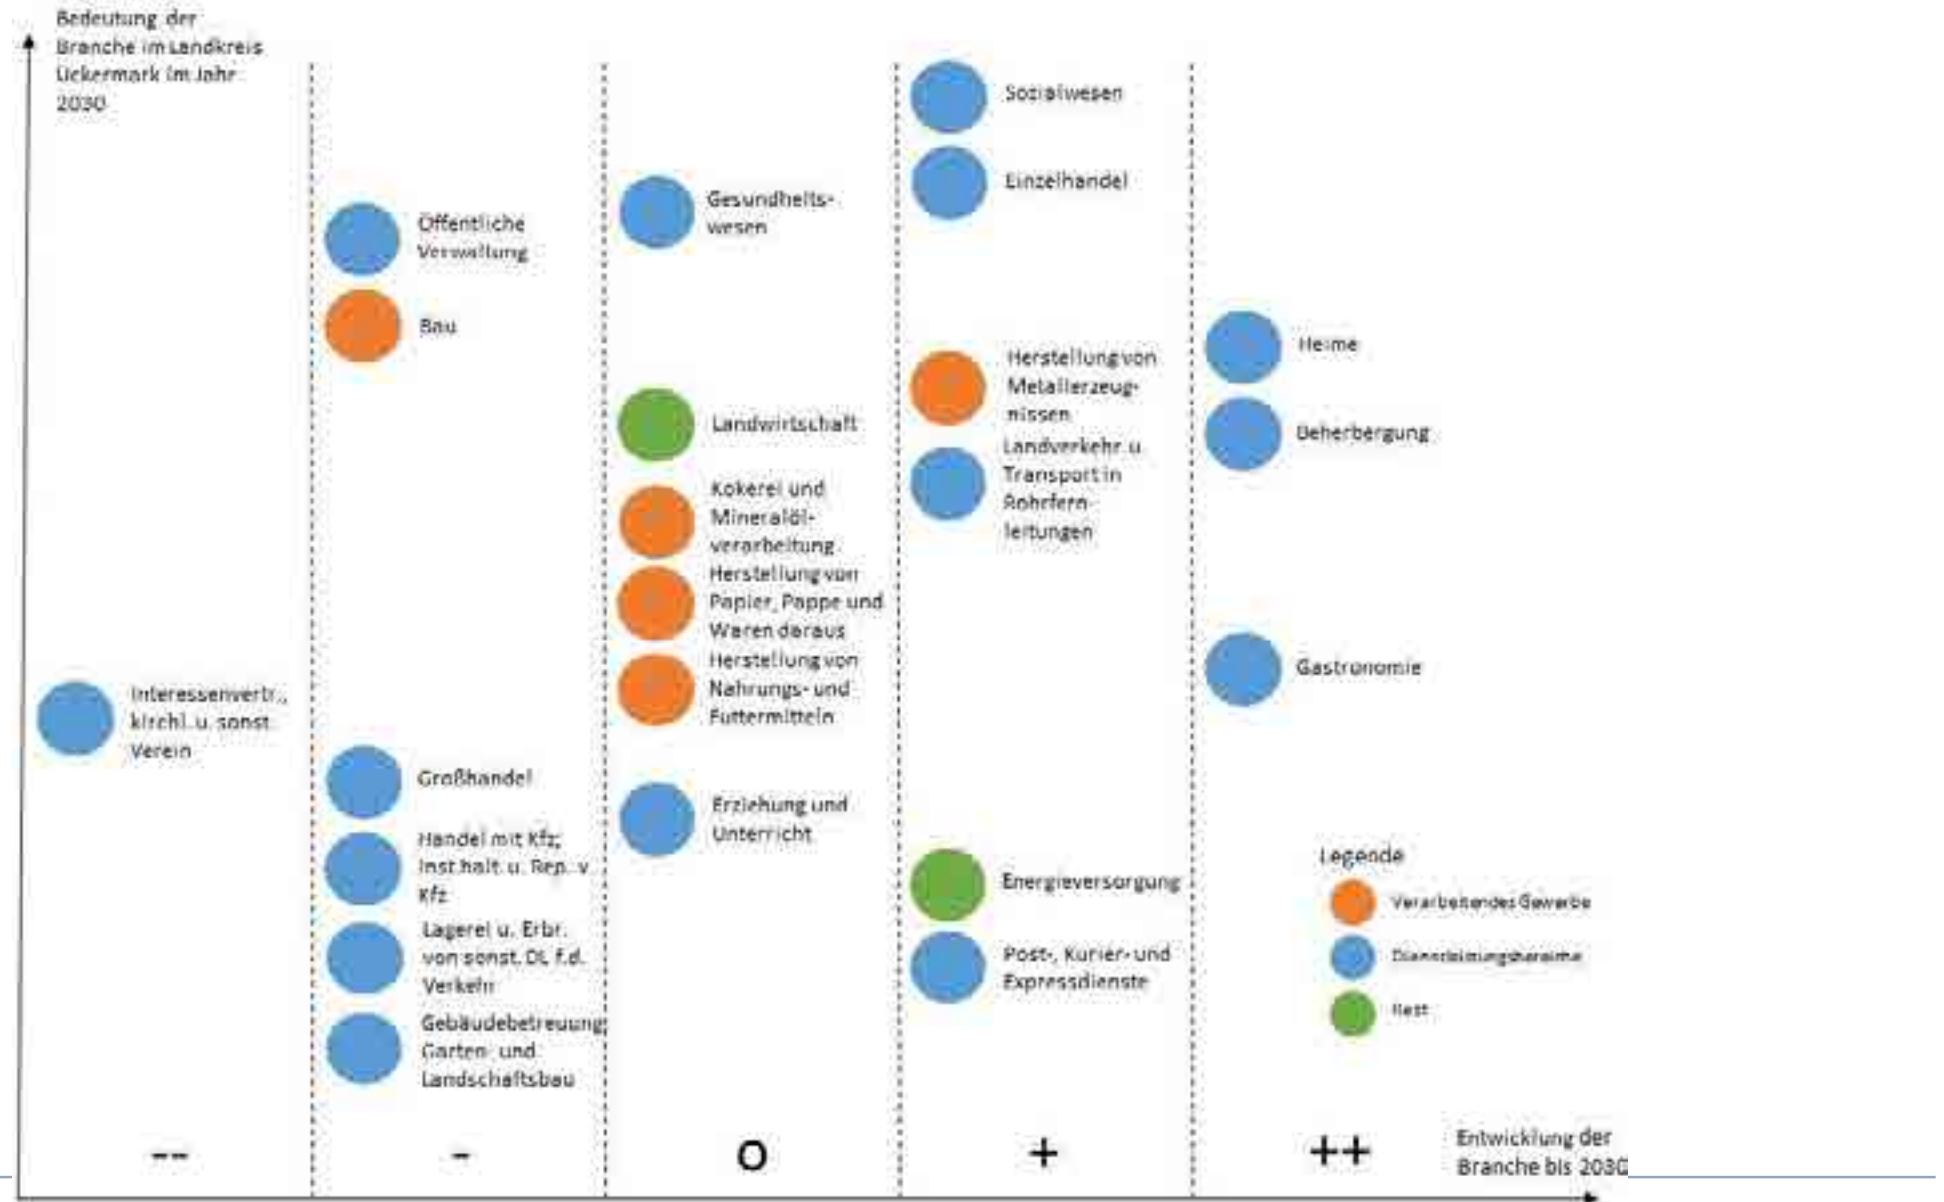 Bedeutung der
Branche im Landkreis
Uckermark im Jahr
2030
Interessenvertr.,
kirchl. u. sonst.
Verein
Öffentliche
Verwaltung
Bau
Großhandel
Handel mit Kfz;
Inst.halt. u. Rep. v.
Kfz
Lagerei u. Erbr.
von sonst. DL f.d.
Verkehr
Gebäudebetreuung;
Garten- und
Landschaftsbau
Gesundheits-
wesen
Landwirtschaft
Kokerei und
Mineralöl-
verarbeitung
Herstellung von
Papier, Pappe und
Waren daraus
Herstellung von
Nahrungs- und
Futtermitteln
Erziehung und
Unterricht
Sozialwesen
Einzelhandel
Herstellung von
Metallerzeug-
nissen
Landverkehr u.
Transport in
Rohrfern-
leitungen
Energieversorgung
Post-, Kurier- und
Expressdienste
Heime
Beherbergung
Gastronomie
Legende
Verarbeitendes Gewerbe
Dienstleistungsbereiche
Rest
-- - O + ++
Entwicklung der
Branche bis 2030